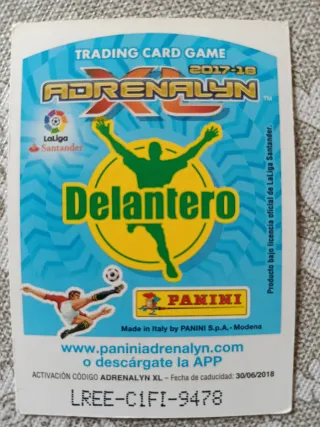 TRADING CARD GAME
2017-18
ADRENALYN
XL™
LaLiga
Santander
Delantero
Producto bajo licencia oficial de LaLiga Santander.
PANINI
Made in Italy by PANINI S.p.A.- Modena
www.paniniadrenalyn.com
o descárgate la APP
ACTIVACIÓN CÓDIGO ADRENALYN XL – Fecha de caducidad: 30/06/2018
LREE-C1FI-9478